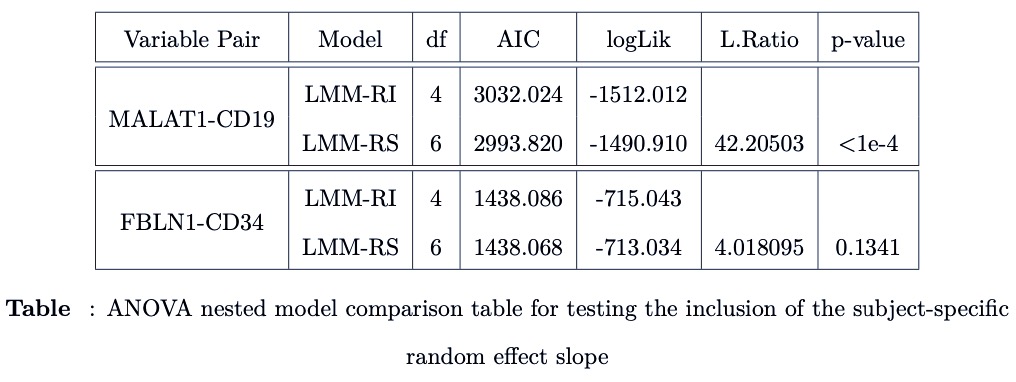 Variable Pair Model df AIC logLik L.Ratio p-value
LMM-RI 4 3032.024 -1512.012
MALAT1-CD19
LMM-RS 6 2993.820 -1490.910 42.20503 <1e-4
LMM-RI 4 1438.086 -715.043
FBLN1-CD34
LMM-RS 6 1438.068 -713.034 4.018095 0.1341
Table : ANOVA nested model comparison table for testing the inclusion of the subject-specific
random effect slope